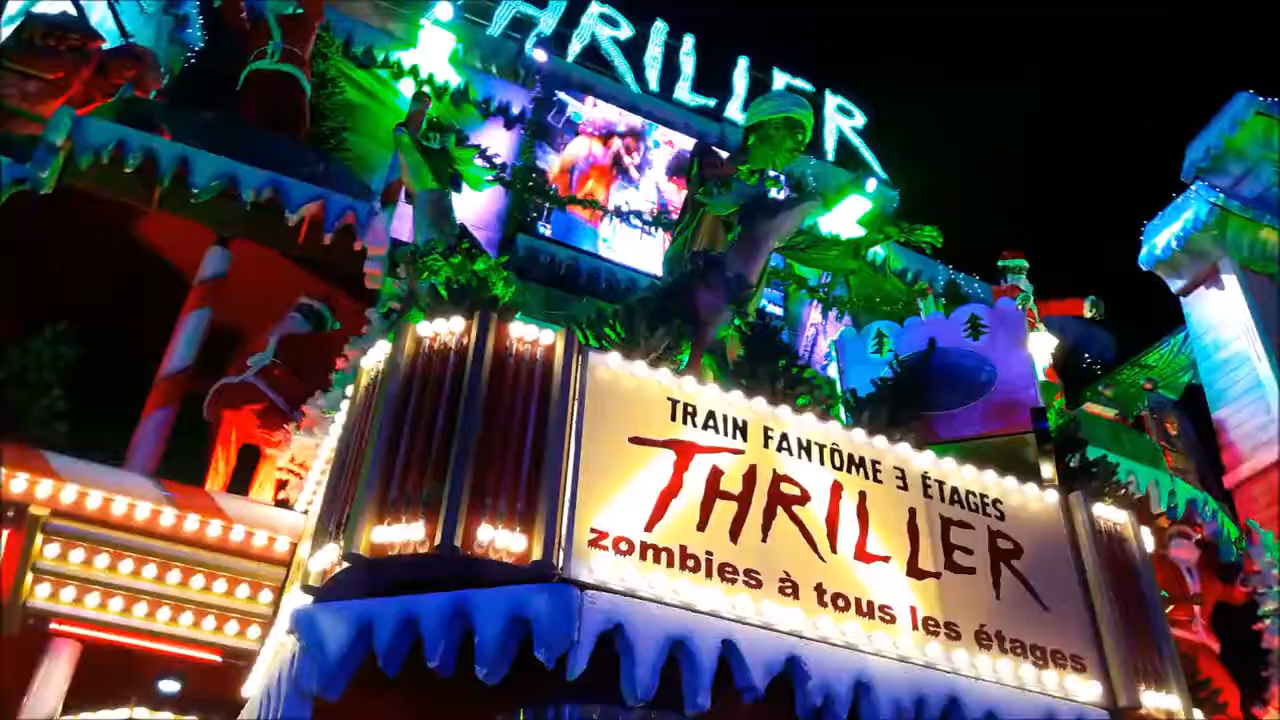 THRILLER
TRAIN FANTÔME 3 ÉTAGES
THRILLER
zombies à tous les étages